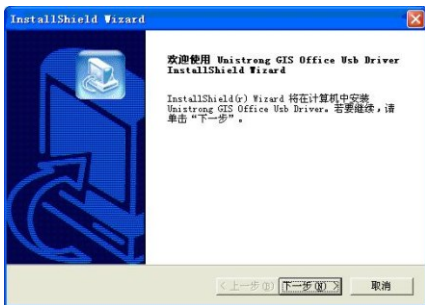 InstallShield Wizard
欢迎使用 Unistrong GIS Office Usb Driver
InstallShield Wizard
InstallShield(r) Wizard 将在计算机中安装
Unistrong GIS Office Usb Driver。若要继续，请
单击“下一步”。
< 上一步(B) 下一步(N) > 取消